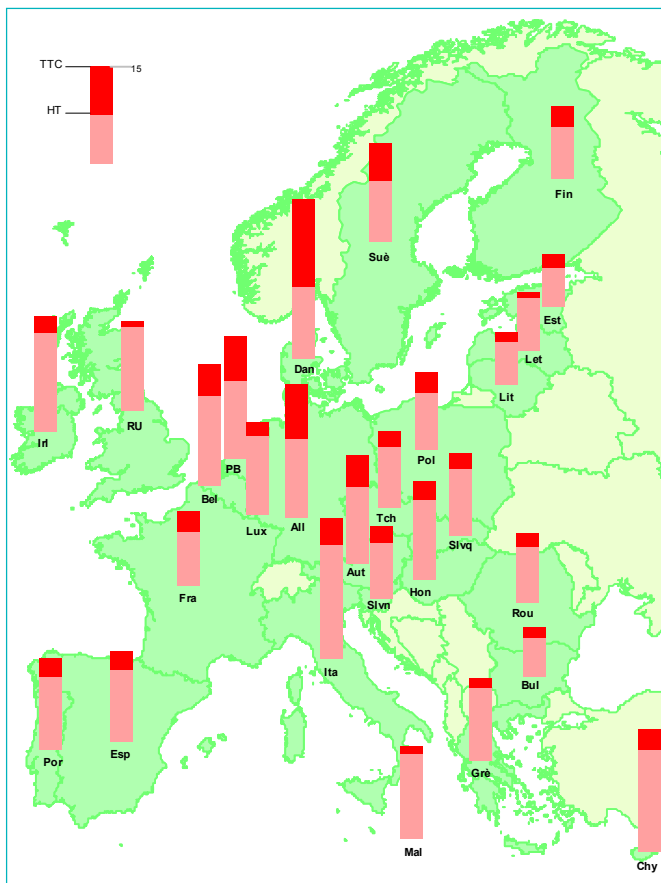 TTC
15
HT
Fin
Suè
Est
Let
Dan
Lit
RU
Irl
Pol
PB
Bel
Tch
Lux
All
Slvq
Aut
Hon
Fra
Slvn
Rou
Ita
Bul
Esp
Por
Grè
Mal
Chy